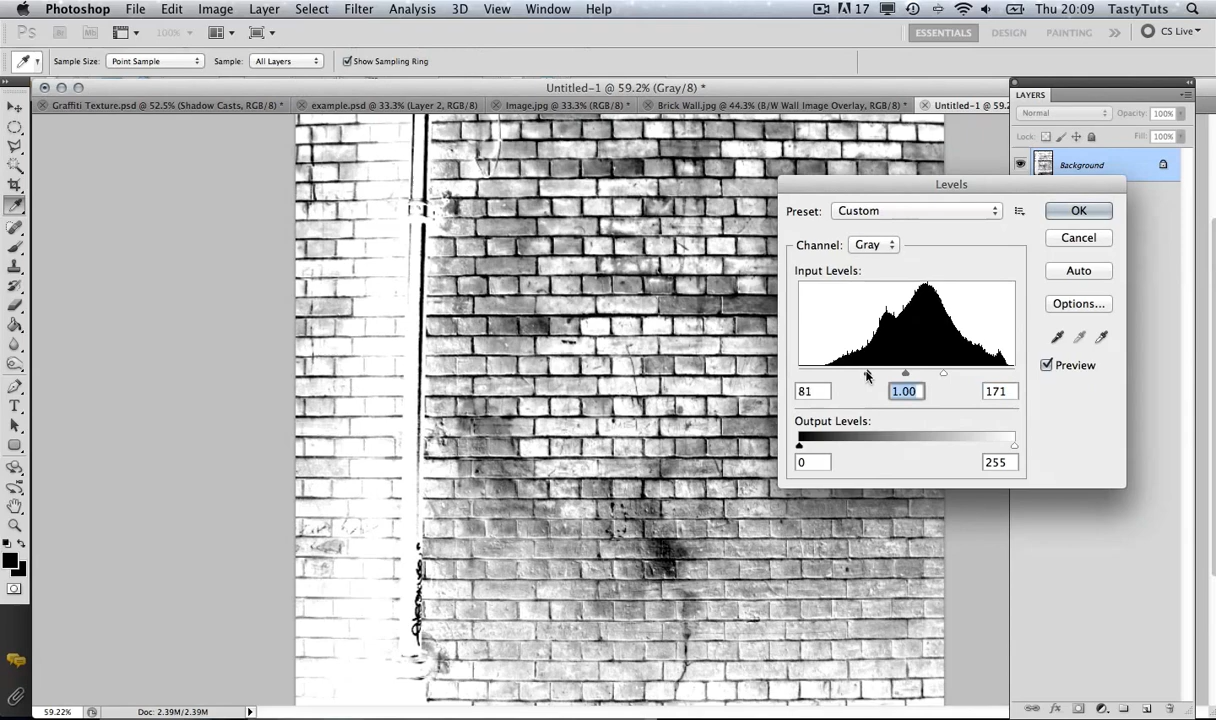 Photoshop File Edit Image Layer Select Filter Analysis 3D View Window Help 17 Thu 20:09 TastyTuts
Ps Br Mb 100% ESSENTIALS DESIGN PAINTING >> CS Live
Sample Size: Point Sample Sample: All Layers Show Sampling Ring
Untitled-1 @ 59.2% (Gray/8) *
Graffiti Texture.psd @ 52.5% (Shadow Casts, RGB/8) * example.psd @ 33.3% (Layer 2, RGB/8) Image.jpg @ 33.3% (RGB/8) * Brick Wall.jpg @ 44.3% (B/W Wall Image Overlay, RGB/8) * Untitled-1 @ 59.2
LAYERS
Normal Opacity: 100%
Lock: Fill: 100%
Background
Levels
Preset: Custom OK
Channel: Gray Cancel
Input Levels: Auto
Options...
Preview
81 1.00 171
Output Levels:
0 255
59.22% Doc: 2.39M/2.39M
fx